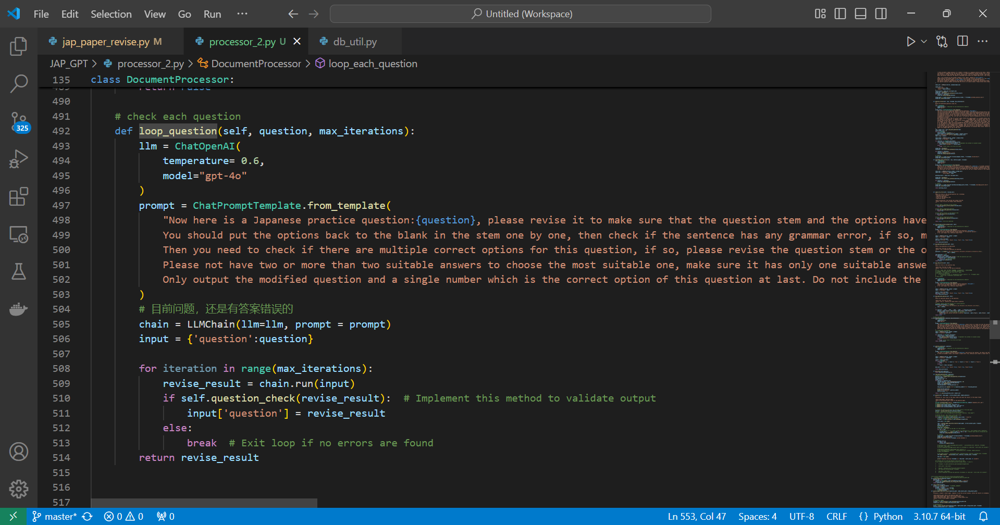 File Edit Selection View Go Run ··· Untitled (Workspace)
jap_paper_revise.py M processor_2.py U db_util.py
JAP_GPT > processor_2.py > DocumentProcessor > loop_each_question
135 class DocumentProcessor:
489 return False
490
491 # check each question
492 def loop_question(self, question, max_iterations):
493 llm = ChatOpenAI(
494 temperature= 0.6,
495 model="gpt-4o"
496 )
497 prompt = ChatPromptTemplate.from_template(
498 "Now here is a Japanese practice question:{question}, please revise it to make sure that the question stem and the options have
499 You should put the options back to the blank in the stem one by one, then check if the sentence has any grammar error, if so, m
500 Then you need to check if there are multiple correct options for this question, if so, please revise the question stem or the o
501 Please not have two or more than two suitable answers to choose the most suitable one, make sure it has only one suitable answe
502 Only output the modified question and a single number which is the correct option of this question at last. Do not include the
503 )
504 # 目前问题，还是有答案错误的
505 chain = LLMChain(llm=llm, prompt = prompt)
506 input = {'question':question}
507
508 for iteration in range(max_iterations):
509 revise_result = chain.run(input)
510 if self.question_check(revise_result): # Implement this method to validate output
511 input['question'] = revise_result
512 else:
513 break # Exit loop if no errors are found
514 return revise_result
515
516
517
325
master* 0 0 0 Ln 553, Col 47 Spaces: 4 UTF-8 CRLF {} Python 3.10.7 64-bit